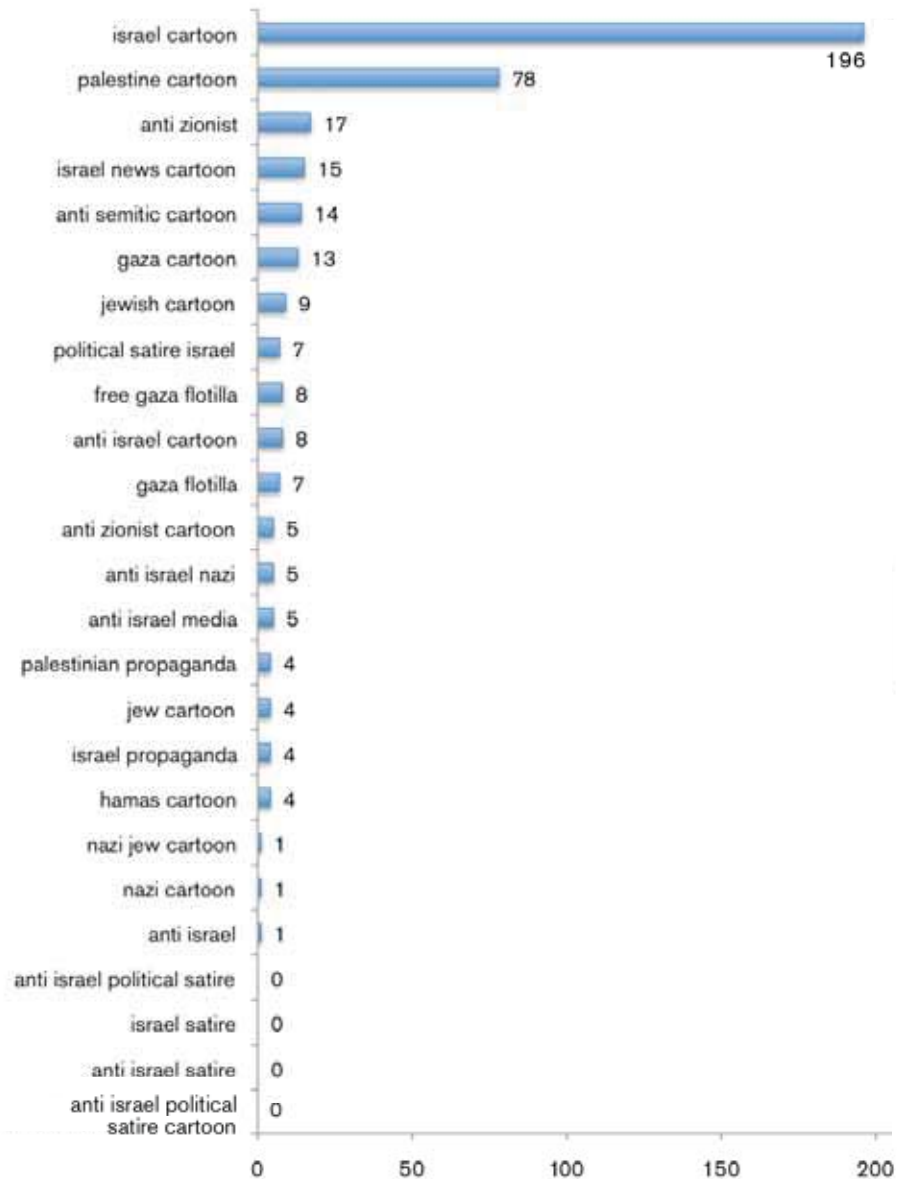 israel cartoon
196
palestine cartoon 78
anti zionist 17
israel news cartoon 15
anti semitic cartoon 14
gaza cartoon 13
jewish cartoon 9
political satire israel 7
free gaza flotilla 8
anti israel cartoon 8
gaza flotilla 7
anti zionist cartoon 5
anti israel nazi 5
anti israel media 5
palestinian propaganda 4
jew cartoon 4
israel propaganda 4
hamas cartoon 4
nazi jew cartoon 1
nazi cartoon 1
anti israel 1
anti israel political satire 0
israel satire 0
anti israel satire 0
anti israel political
satire cartoon 0
0 50 100 150 200